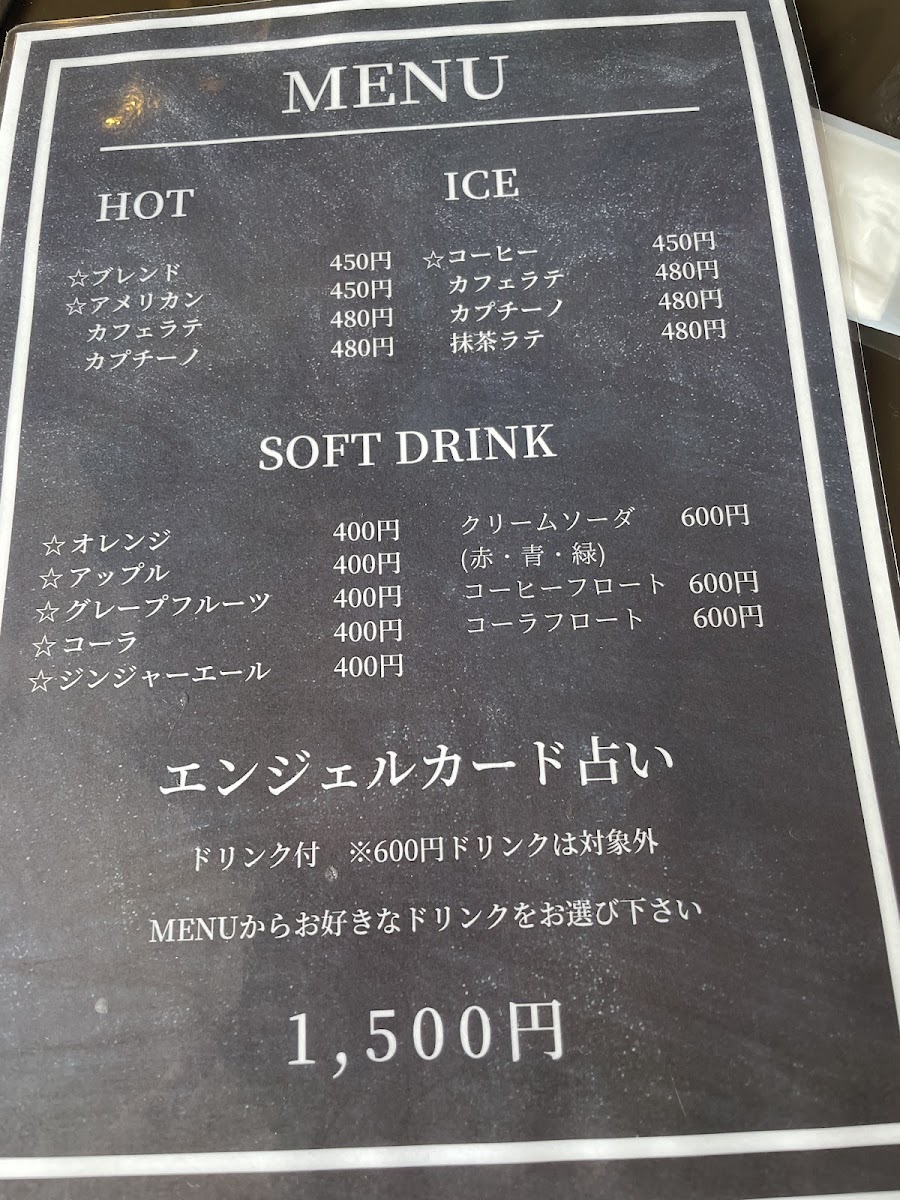 MENU
HOT
☆ブレンド 450円
☆アメリカン 450円
カフェラテ 480円
カプチーノ 480円
ICE
☆コーヒー 450円
カフェラテ 480円
カプチーノ 480円
抹茶ラテ 480円
SOFT DRINK
☆オレンジ 400円
☆アップル 400円
☆グレープフルーツ 400円
☆コーラ 400円
☆ジンジャーエール 400円
クリームソーダ 600円
(赤・青・緑)
コーヒーフロート 600円
コーラフロート 600円
エンジェルカード占い
ドリンク付 ※600円ドリンクは対象外
MENUからお好きなドリンクをお選び下さい
1,500円